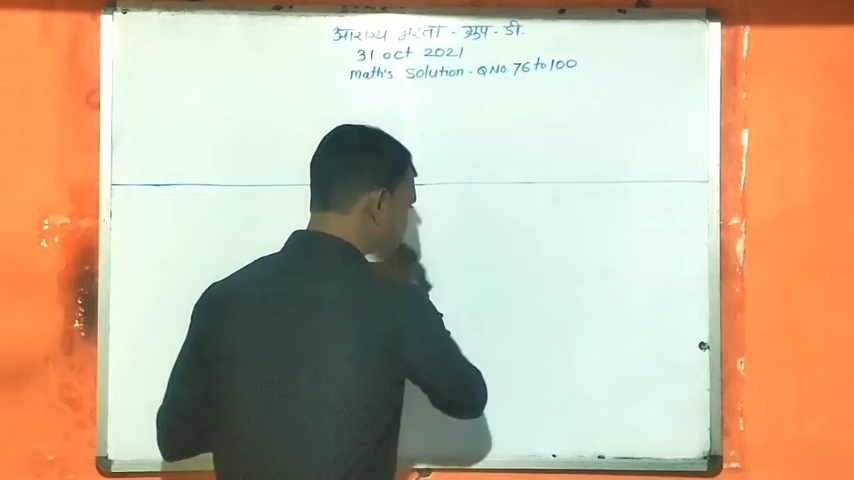 आरोग्य भरती - ग्रुप - डी.
31 oct 2021
math's solution - Q No. 76 to 100